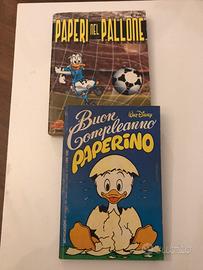 PAPERI NEL PALLONE
Buon
WALT DISNEY
Compleanno
PAPERINO